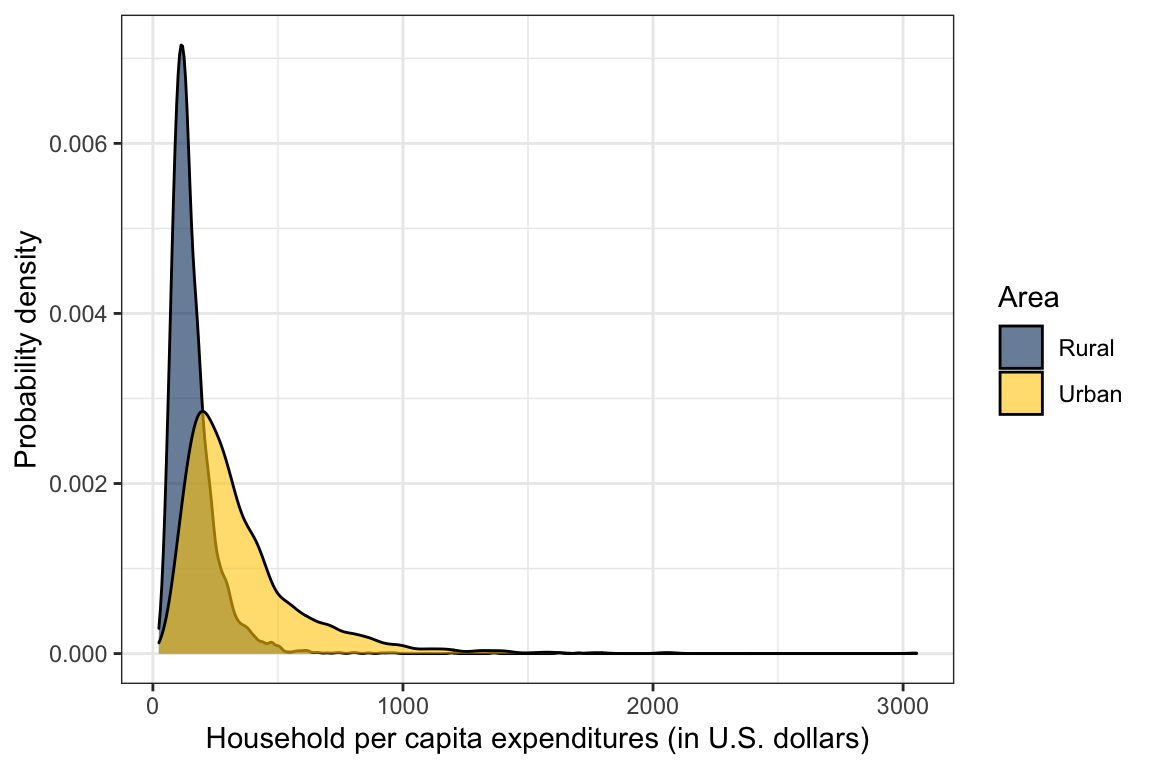 0.006
0.004
0.002
0.000
Probability density
0 1000 2000 3000
Household per capita expenditures (in U.S. dollars)
Area
Rural
Urban